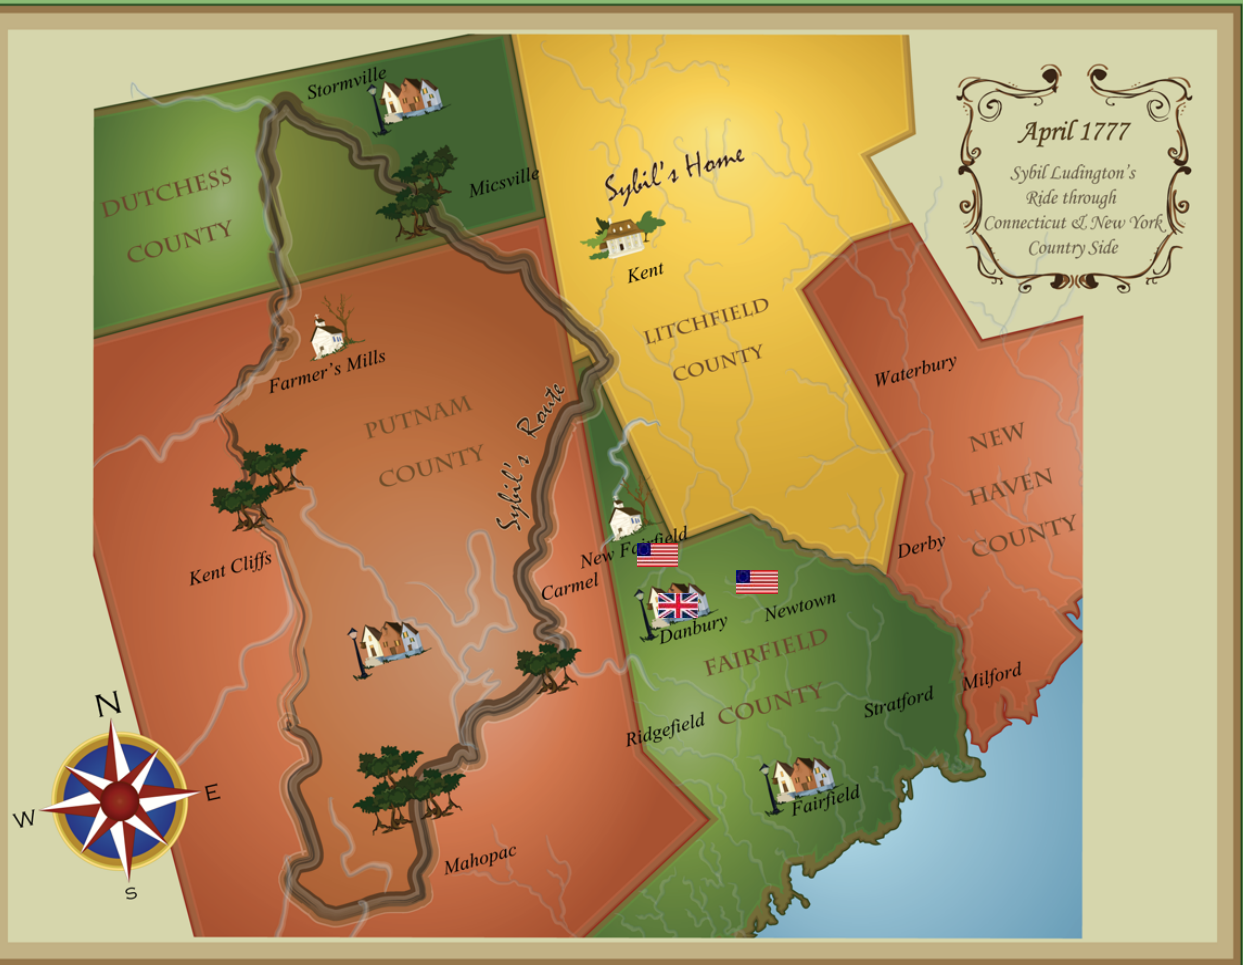 Stormville
April 1777
Sybil Ludington's
Ride through
Connecticut & New York
Country Side
Sybil's Home
Micsville
DUTCHESS
COUNTY
Kent
LITCHFIELD
COUNTY
Farmer's Mills
Waterbury
PUTNAM
COUNTY
Sybil's Route
NEW
HAVEN
COUNTY
New Fairfield
Derby
Kent Cliffs
Carmel
Newtown
Danbury
FAIRFIELD
COUNTY
Milford
Stratford
Ridgefield
N
E
W
S
Fairfield
Mahopac